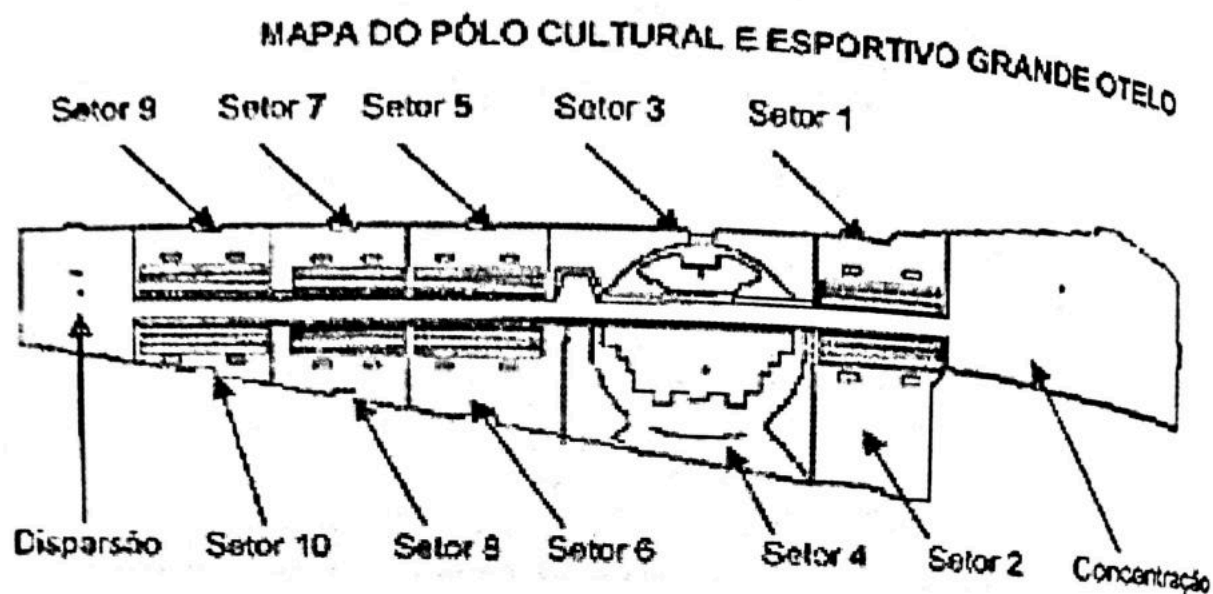 MAPA DO PÓLO CULTURAL E ESPORTIVO GRANDE OTELO
Setor 9 Setor 7 Setor 5 Setor 3 Setor 1
Dispersão Setor 10 Setor 8 Setor 6 Setor 4 Setor 2 Concentração